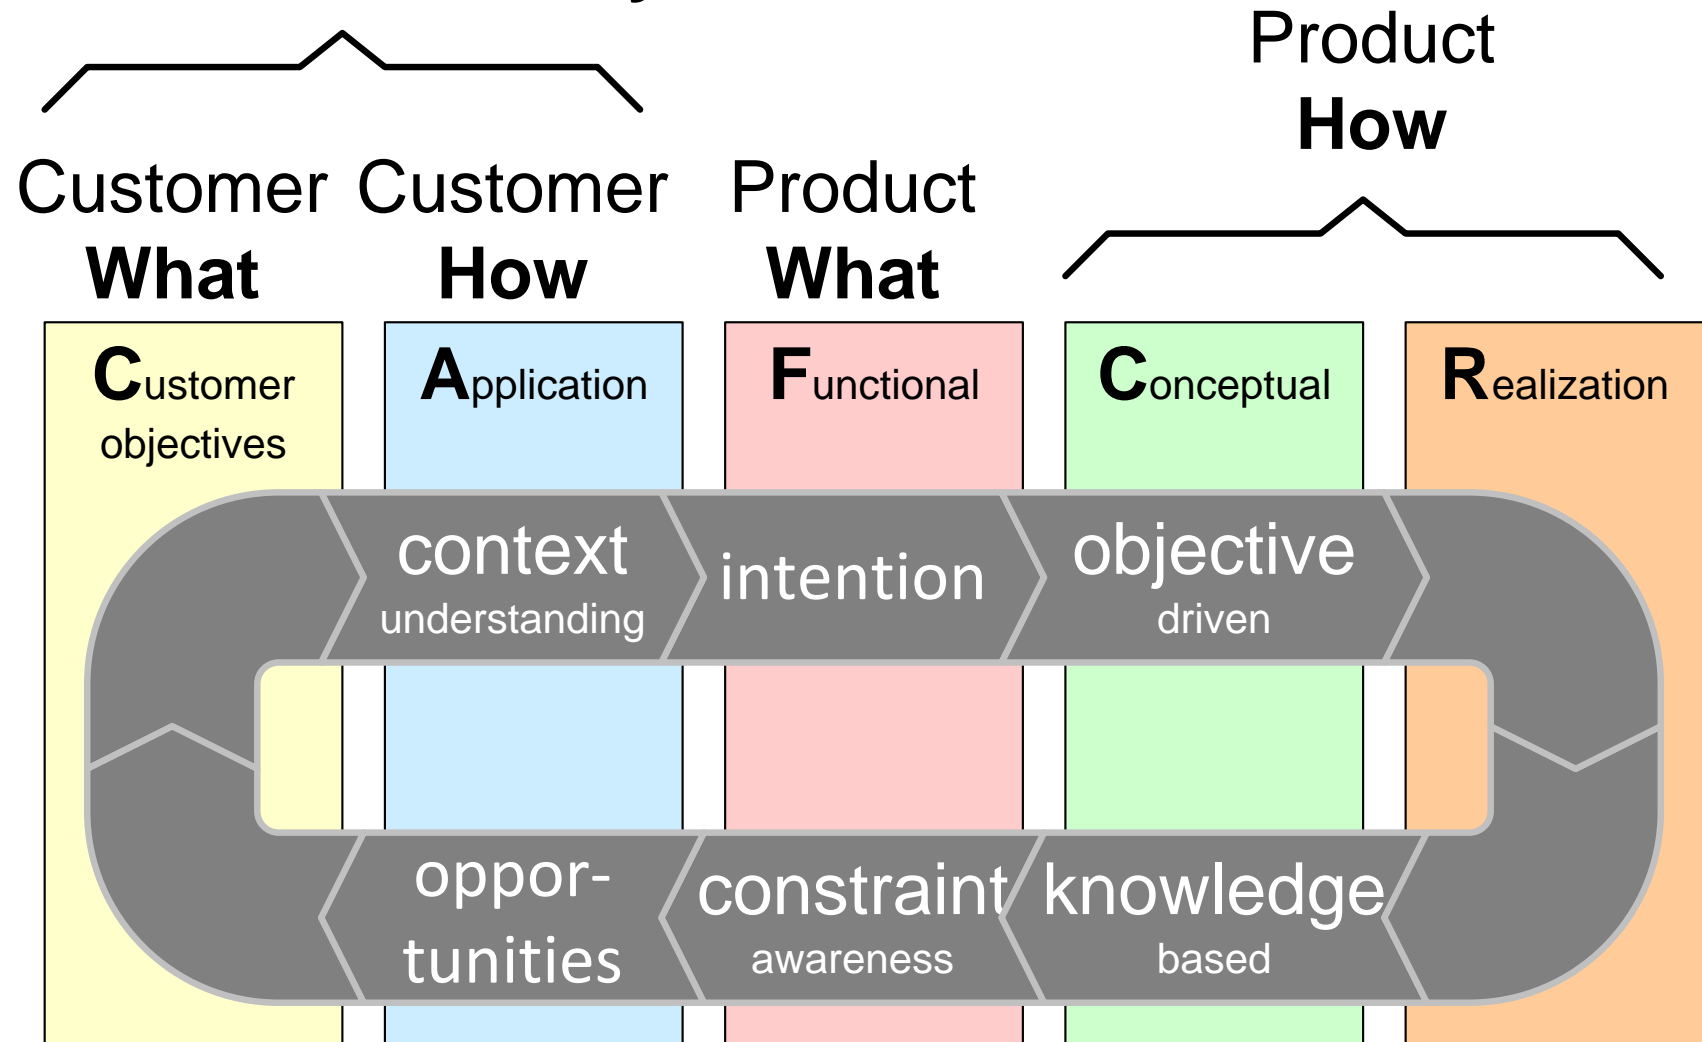 Product
How
Customer Customer Product
What How What
Customer Application Functional Conceptual Realization
objectives
context intention objective
understanding driven
oppor- constraint knowledge
tunities awareness based